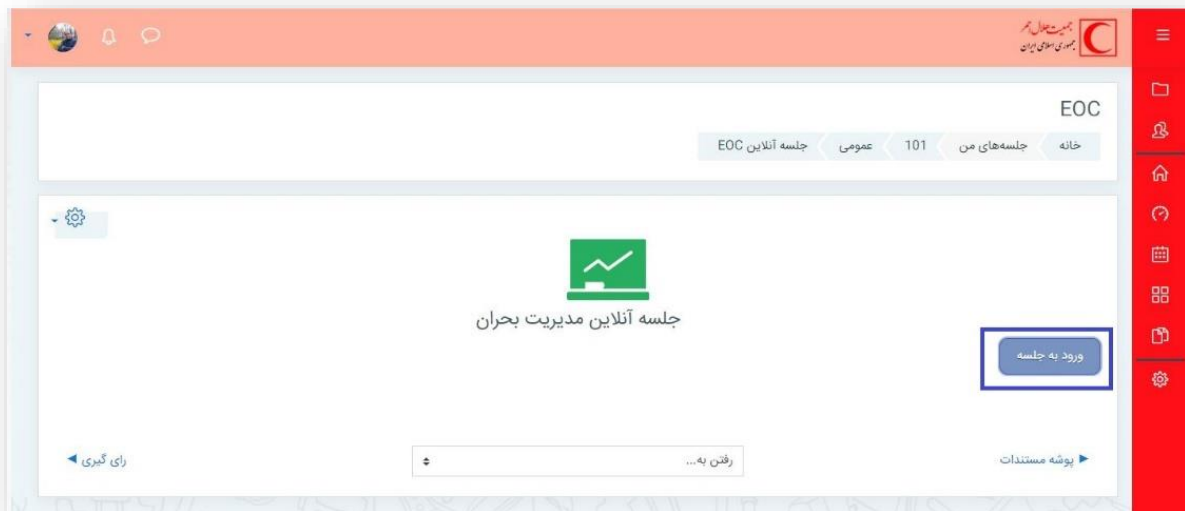 جمعیت هلال احمر
جمهوری اسلامی ایران
EOC
خانه
جلسه‌های من
101
عمومی
جلسه آنلاین EOC
جلسه آنلاین مدیریت بحران
ورود به جلسه
پوشه مستندات
رفتن به...
رای گیری